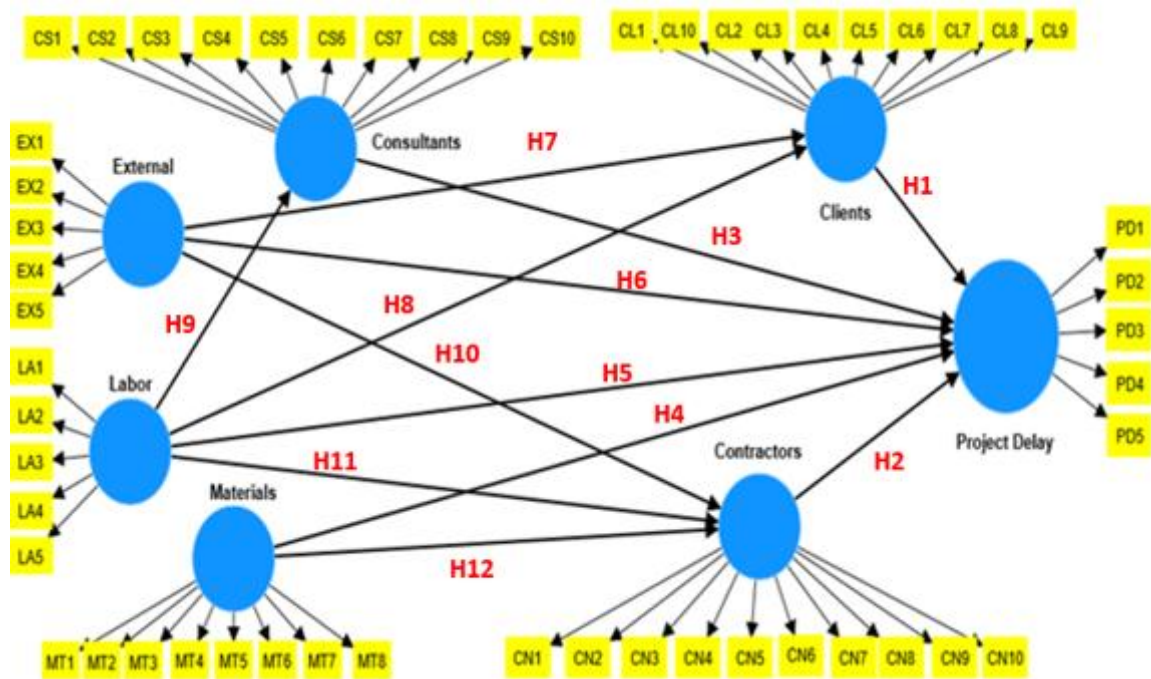 CS1 CS2 CS3 CS4 CS5 CS6 CS7 CS8 CS9 CS10
CL1 CL10 CL2 CL3 CL4 CL5 CL6 CL7 CL8 CL9
Consultants
H7
EX1
EX2
EX3
EX4
EX5
External
Clients
H1
H3
H6
PD1
PD2
PD3
PD4
PD5
H9
H8
H10
H5
H4
LA1
LA2
LA3
LA4
LA5
Labor
Project Delay
Contractors
H2
H11
Materials
H12
MT1 MT2 MT3 MT4 MT5 MT6 MT7 MT8
CN1 CN2 CN3 CN4 CN5 CN6 CN7 CN8 CN9 CN10